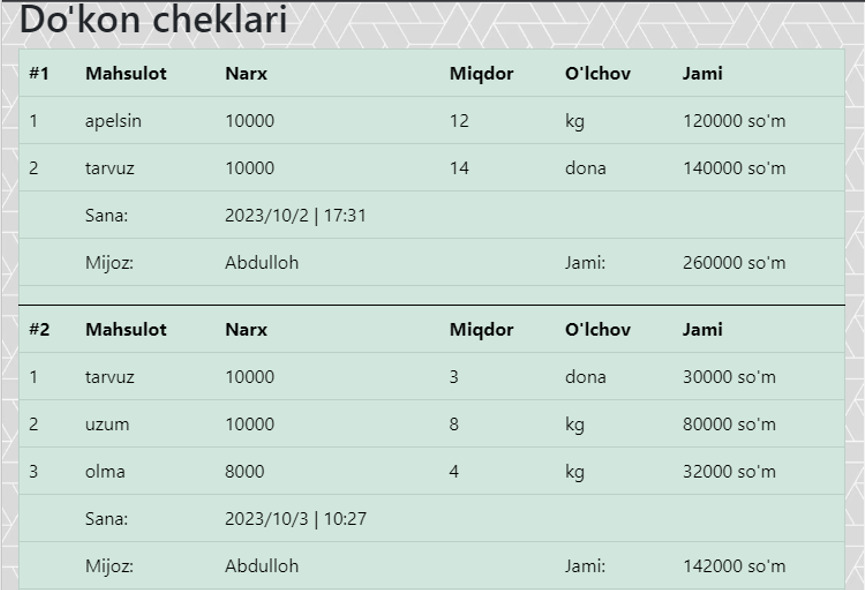 Do'kon cheklari
#1 Mahsulot Narx Miqdor O'lchov Jami
1 apelsin 10000 12 kg 120000 so'm
2 tarvuz 10000 14 dona 140000 so'm
Sana: 2023/10/2 | 17:31
Mijoz: Abdulloh Jami: 260000 so'm
#2 Mahsulot Narx Miqdor O'lchov Jami
1 tarvuz 10000 3 dona 30000 so'm
2 uzum 10000 8 kg 80000 so'm
3 olma 8000 4 kg 32000 so'm
Sana: 2023/10/3 | 10:27
Mijoz: Abdulloh Jami: 142000 so'm